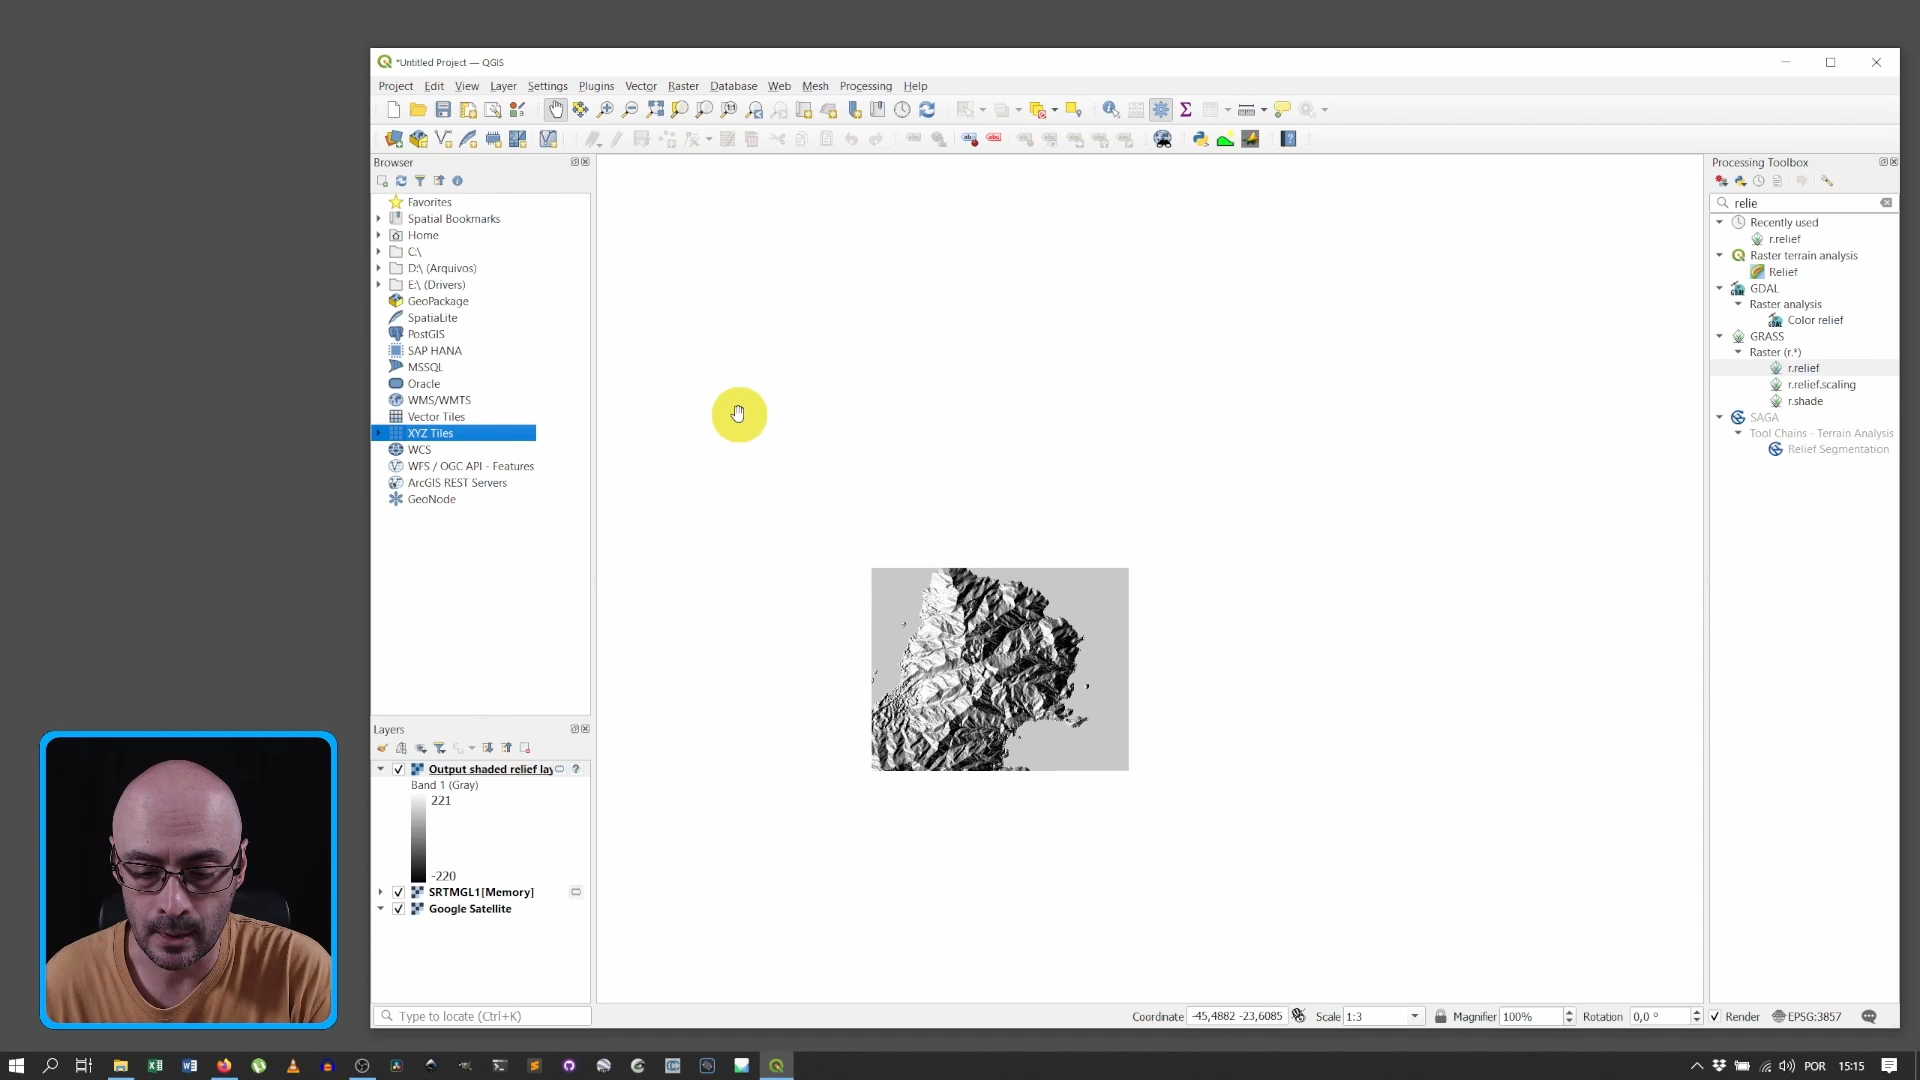 *Untitled Project — QGIS
Project Edit View Layer Settings Plugins Vector Raster Database Web Mesh Processing Help
Browser
Favorites
Spatial Bookmarks
Home
C:\
D:\ (Arquivos)
E:\ (Drivers)
GeoPackage
SpatiaLite
PostGIS
SAP HANA
MSSQL
Oracle
WMS/WMTS
Vector Tiles
XYZ Tiles
WCS
WFS / OGC API - Features
ArcGIS REST Servers
GeoNode
Layers
Output shaded relief lay
Band 1 (Gray)
221
-220
SRTMGL1[Memory]
Google Satellite
Type to locate (Ctrl+K)
Processing Toolbox
relie
Recently used
r.relief
Raster terrain analysis
Relief
GDAL
Raster analysis
Color relief
GRASS
Raster (r.*)
r.relief
r.relief.scaling
r.shade
SAGA
Tool Chains - Terrain Analysis
Relief Segmentation
Coordinate -45,4882 -23,6085 Scale 1:3 Magnifier 100% Rotation 0,0 ° Render EPSG:3857
POR 15:15